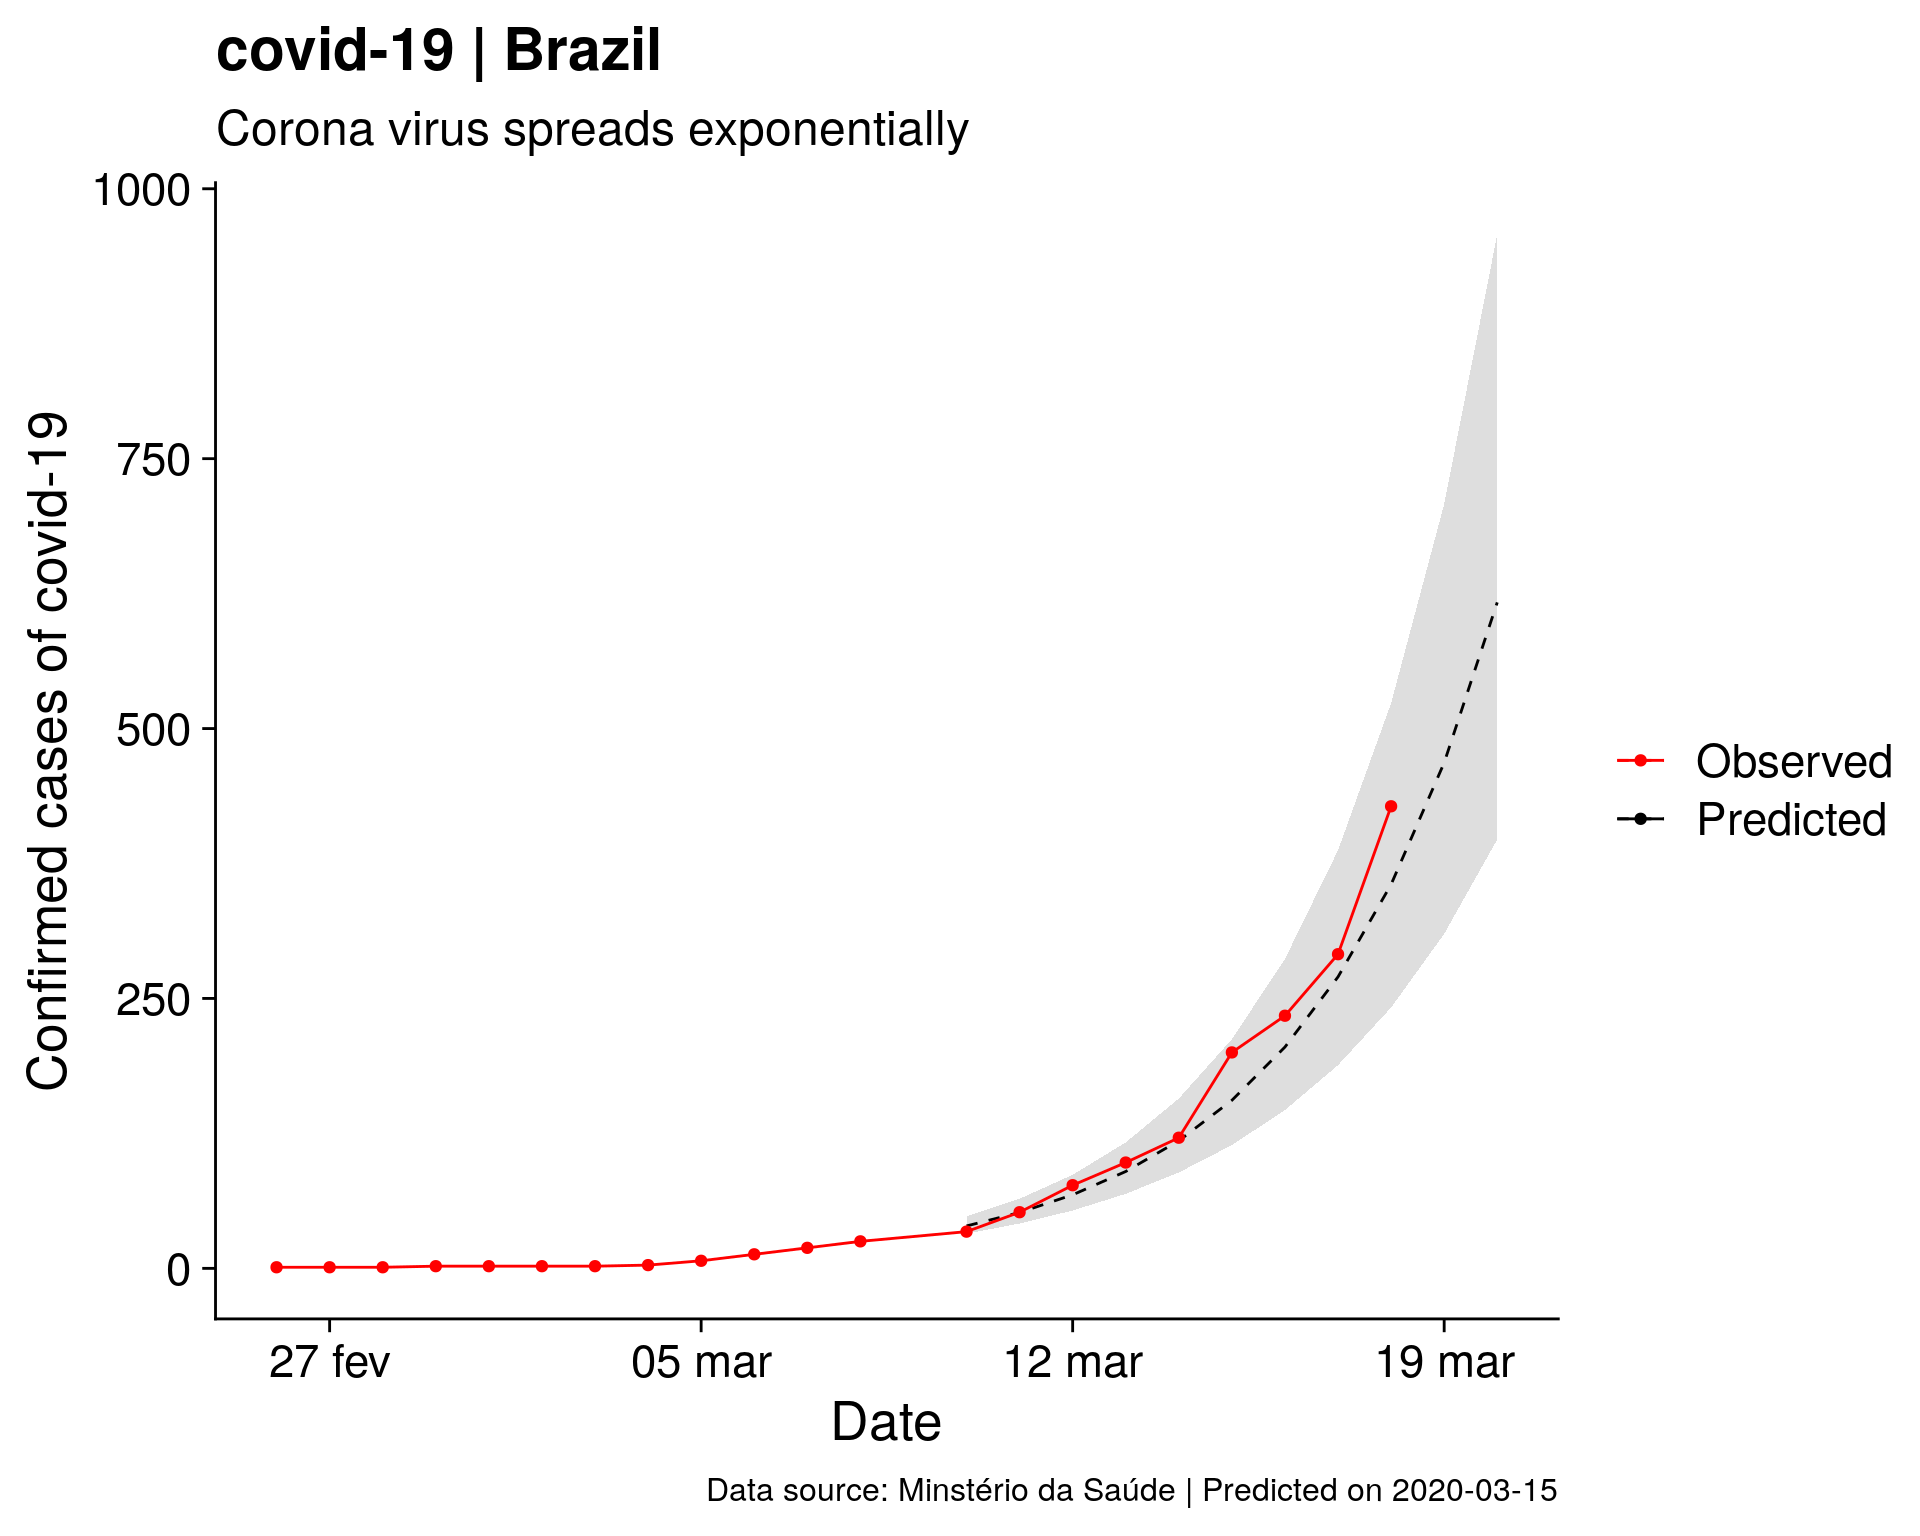 covid-19 | Brazil
Corona virus spreads exponentially
Confirmed cases of covid-19
1000
750
500
250
0
27 fev
05 mar
12 mar
19 mar
Date
Observed
Predicted
Data source: Minstério da Saúde | Predicted on 2020-03-15